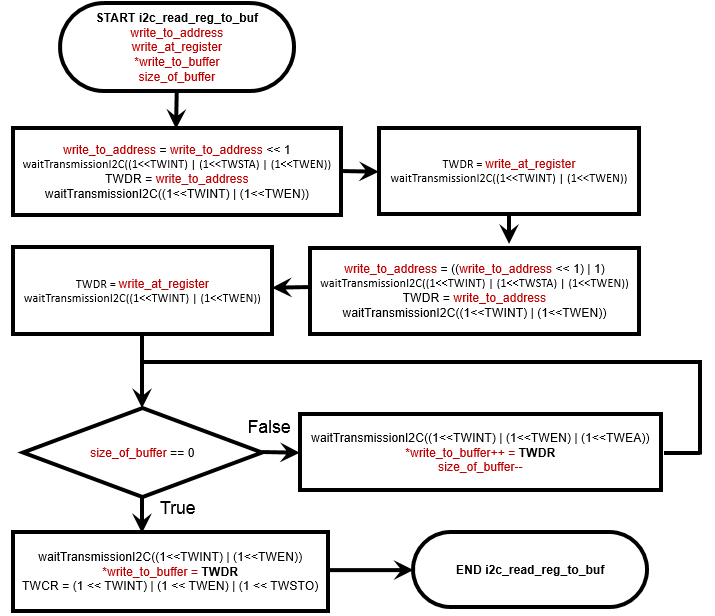 START i2c_read_reg_to_buf
write_to_address
write_at_register
*write_to_buffer
size_of_buffer
write_to_address = write_to_address << 1
waitTransmissionI2C((1<<TWINT) | (1<<TWSTA) | (1<<TWEN))
TWDR = write_to_address
waitTransmissionI2C((1<<TWINT) | (1<<TWEN))
TWDR = write_at_register
waitTransmissionI2C((1<<TWINT) | (1<<TWEN))
write_to_address = ((write_to_address << 1) | 1)
waitTransmissionI2C((1<<TWINT) | (1<<TWSTA) | (1<<TWEN))
TWDR = write_to_address
waitTransmissionI2C((1<<TWINT) | (1<<TWEN))
TWDR = write_at_register
waitTransmissionI2C((1<<TWINT) | (1<<TWEN))
size_of_buffer == 0
False
waitTransmissionI2C((1<<TWINT) | (1<<TWEN) | (1<<TWEA))
*write_to_buffer++ = TWDR
size_of_buffer--
True
waitTransmissionI2C((1<<TWINT) | (1<<TWEN))
*write_to_buffer = TWDR
TWCR = (1 << TWINT) | (1 << TWEN) | (1 << TWSTO)
END i2c_read_reg_to_buf